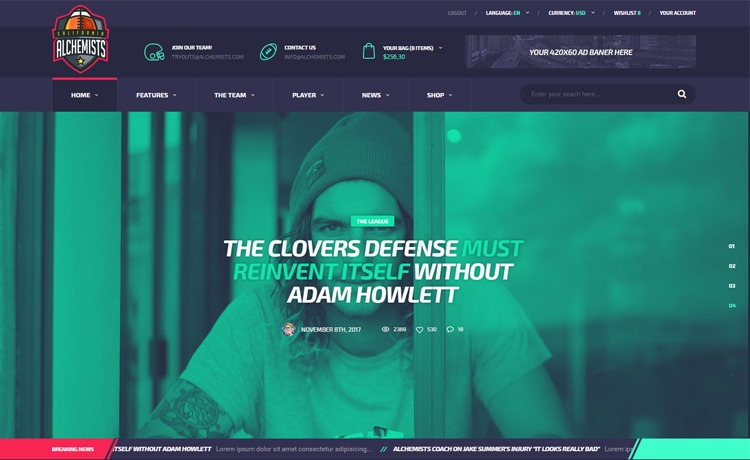 LOGOUT / LANGUAGE: EN / CURRENCY: USD / WISHLIST 8 / YOUR ACCOUNT
CALIFORNIA
ALCHEMISTS
JOIN OUR TEAM!
TRYOUTS@ALCHEMISTS.COM
CONTACT US
INFO@ALCHEMISTS.COM
YOUR BAG (8 ITEMS)
$256,30
YOUR 420X60 AD BANER HERE
HOME FEATURES THE TEAM PLAYER NEWS SHOP
Enter your seach here...
THE LEAGUE
THE CLOVERS DEFENSE MUST
REINVENT ITSELF WITHOUT
ADAM HOWLETT
NOVEMBER 8TH, 2017 2369 530 18
01
02
03
04
BREAKING NEWS
ITSELF WITHOUT ADAM HOWLETT Lorem ipsum dolor sit amet consectetur adipisicing... // ALCHEMISTS COACH ON JAKE SUMMER'S INJURY "IT LOOKS REALLY BAD" Lorem ip